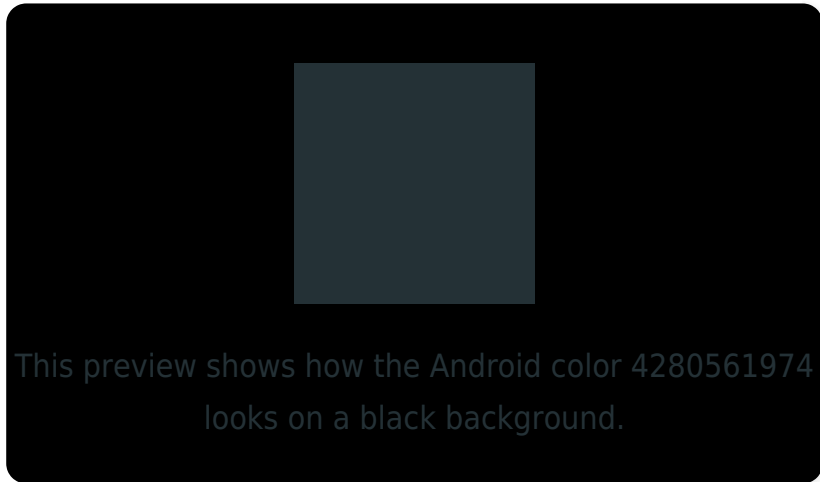 This preview shows how the Android color 4280561974
looks on a black background.